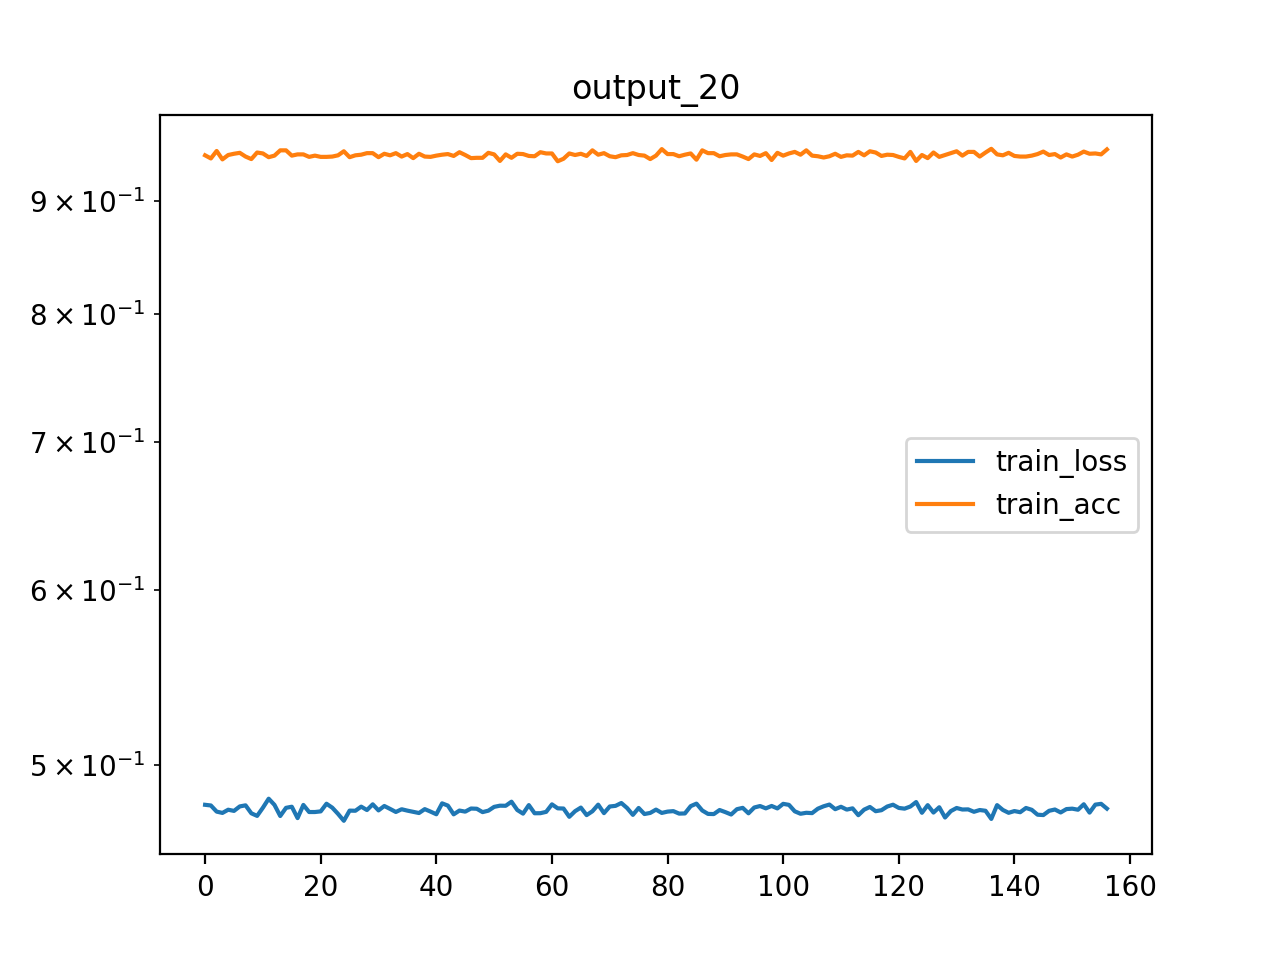 output_20
9 × 10⁻¹
8 × 10⁻¹
7 × 10⁻¹
6 × 10⁻¹
5 × 10⁻¹
train_loss
train_acc
0 20 40 60 80 100 120 140 160